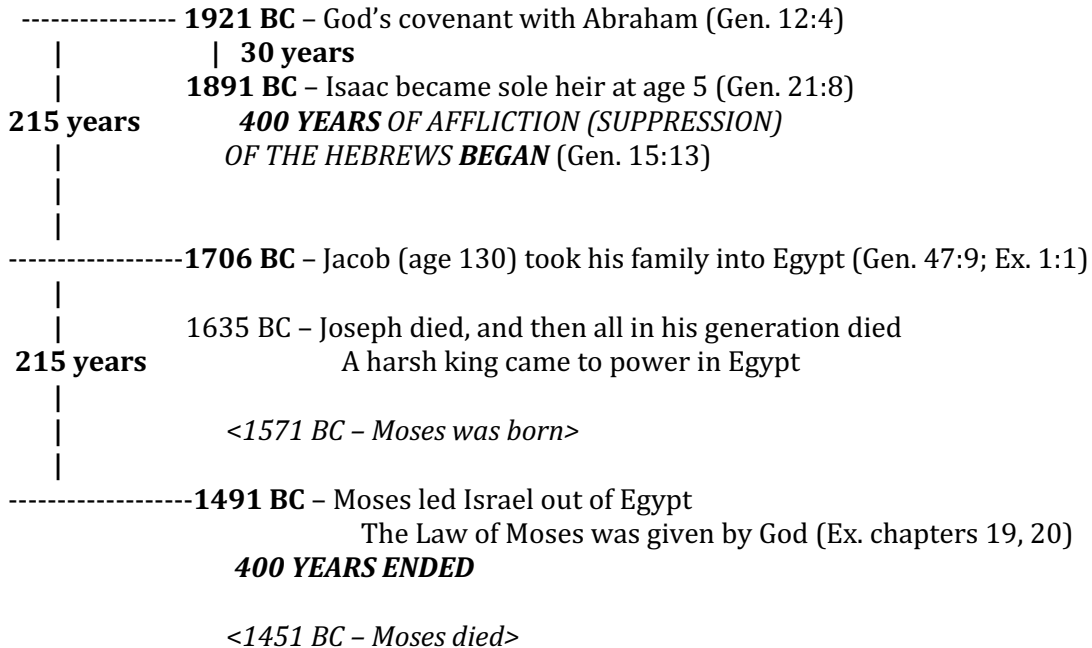 ---------------- 1921 BC – God’s covenant with Abraham (Gen. 12:4)
| | 30 years
| 1891 BC – Isaac became sole heir at age 5 (Gen. 21:8)
215 years 400 YEARS OF AFFLICTION (SUPPRESSION)
| OF THE HEBREWS BEGAN (Gen. 15:13)
|
|
------------------1706 BC – Jacob (age 130) took his family into Egypt (Gen. 47:9; Ex. 1:1)
|
| 1635 BC – Joseph died, and then all in his generation died
215 years A harsh king came to power in Egypt
|
| <1571 BC – Moses was born>
|
-------------------1491 BC – Moses led Israel out of Egypt
The Law of Moses was given by God (Ex. chapters 19, 20)
400 YEARS ENDED
<1451 BC – Moses died>